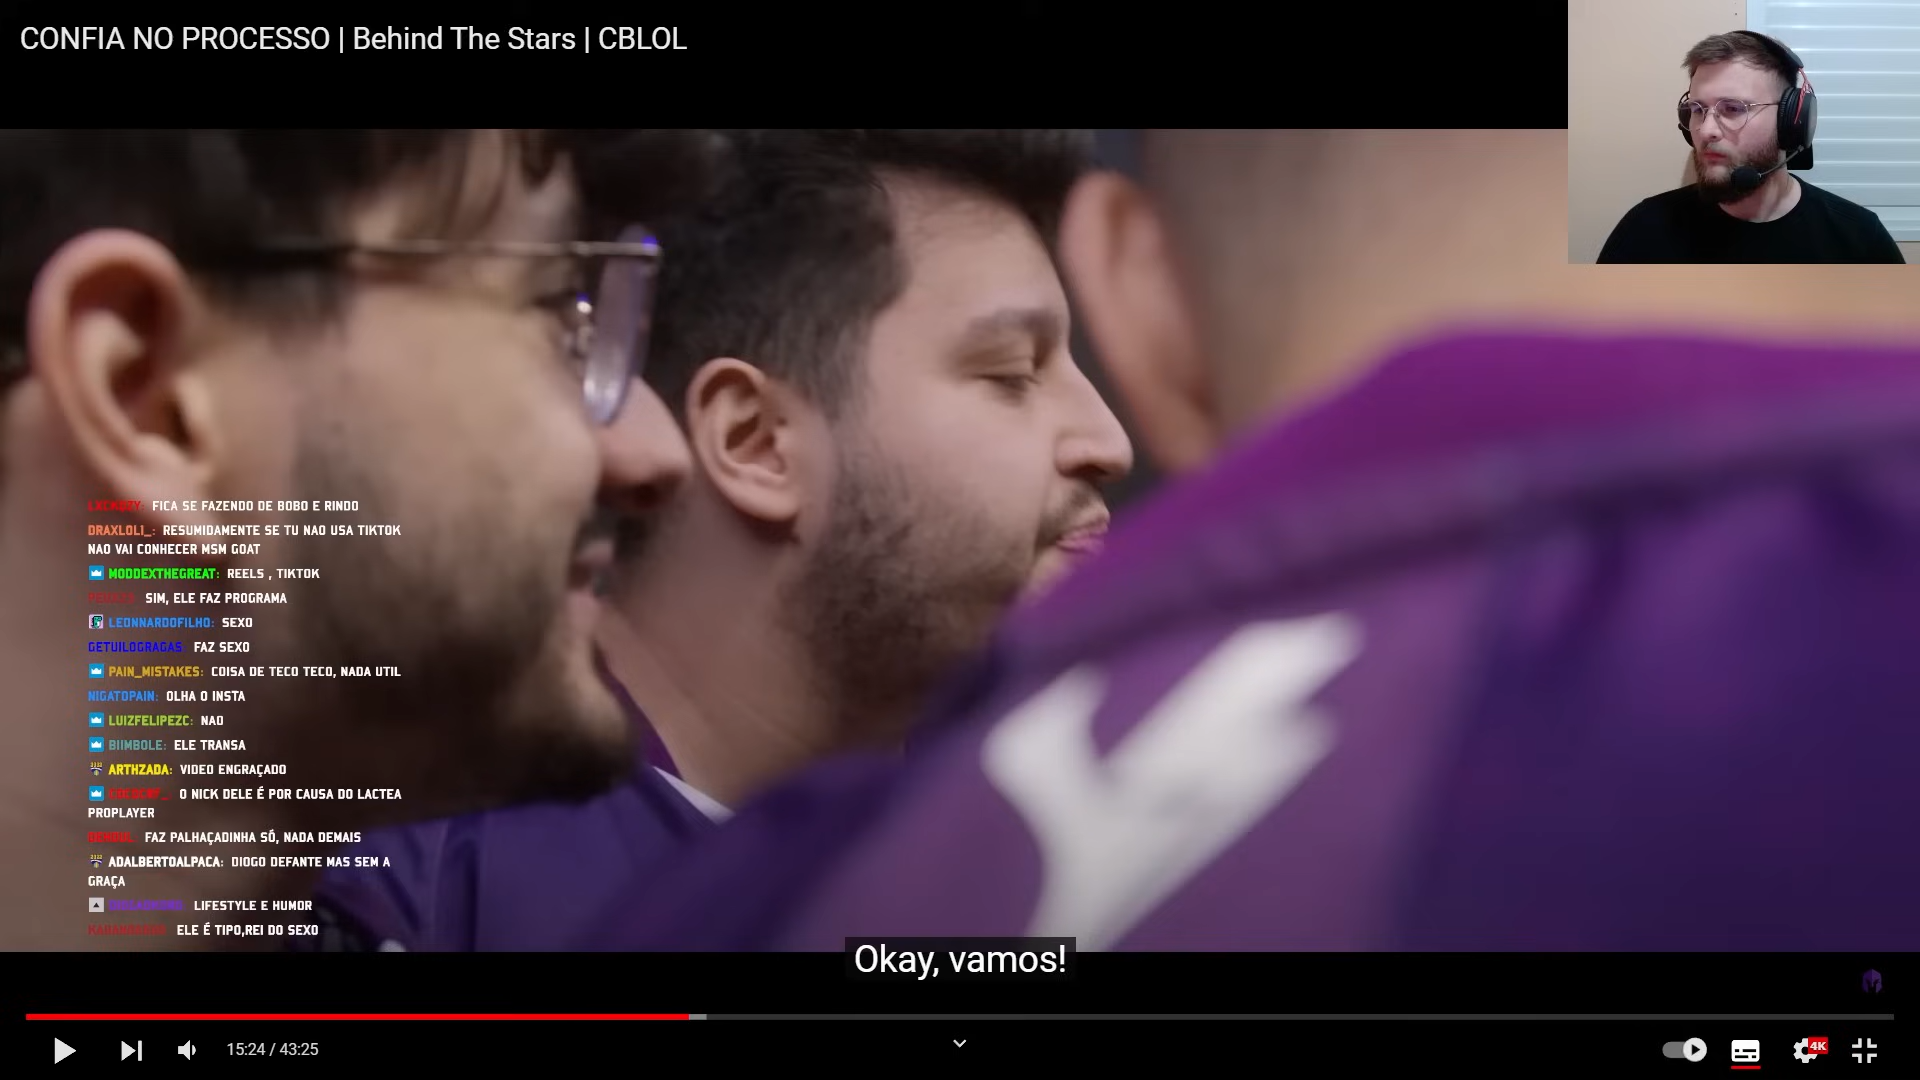 CONFIA NO PROCESSO | Behind The Stars | CBLOL
FICA SE FAZENDO DE BOBO E RINDO
DRAXLOLI_: RESUMIDAMENTE SE TU NAO USA TIKTOK
NAO VAI CONHECER MSM GOAT
MODDEXTHEGREAT: REELS , TIKTOK
SIM, ELE FAZ PROGRAMA
LEONNARDOFILHO: SEXO
GETUILOGRAGAS: FAZ SEXO
PAIN_MISTAKES: COISA DE TECO TECO, NADA UTIL
NIGATOPAIN: OLHA O INSTA
LUIZFELIPEZC: NAO
BIIMBOLE: ELE TRANSA
ARTHZADA: VIDEO ENGRAÇADO
O NICK DELE É POR CAUSA DO LACTEA
PROPLAYER
FAZ PALHAÇADINHA SÓ, NADA DEMAIS
ADALBERTOALPACA: DIOGO DEFANTE MAS SEM A
GRAÇA
LIFESTYLE E HUMOR
ELE É TIPO,REI DO SEXO
Okay, vamos!
15:24 / 43:25
4K